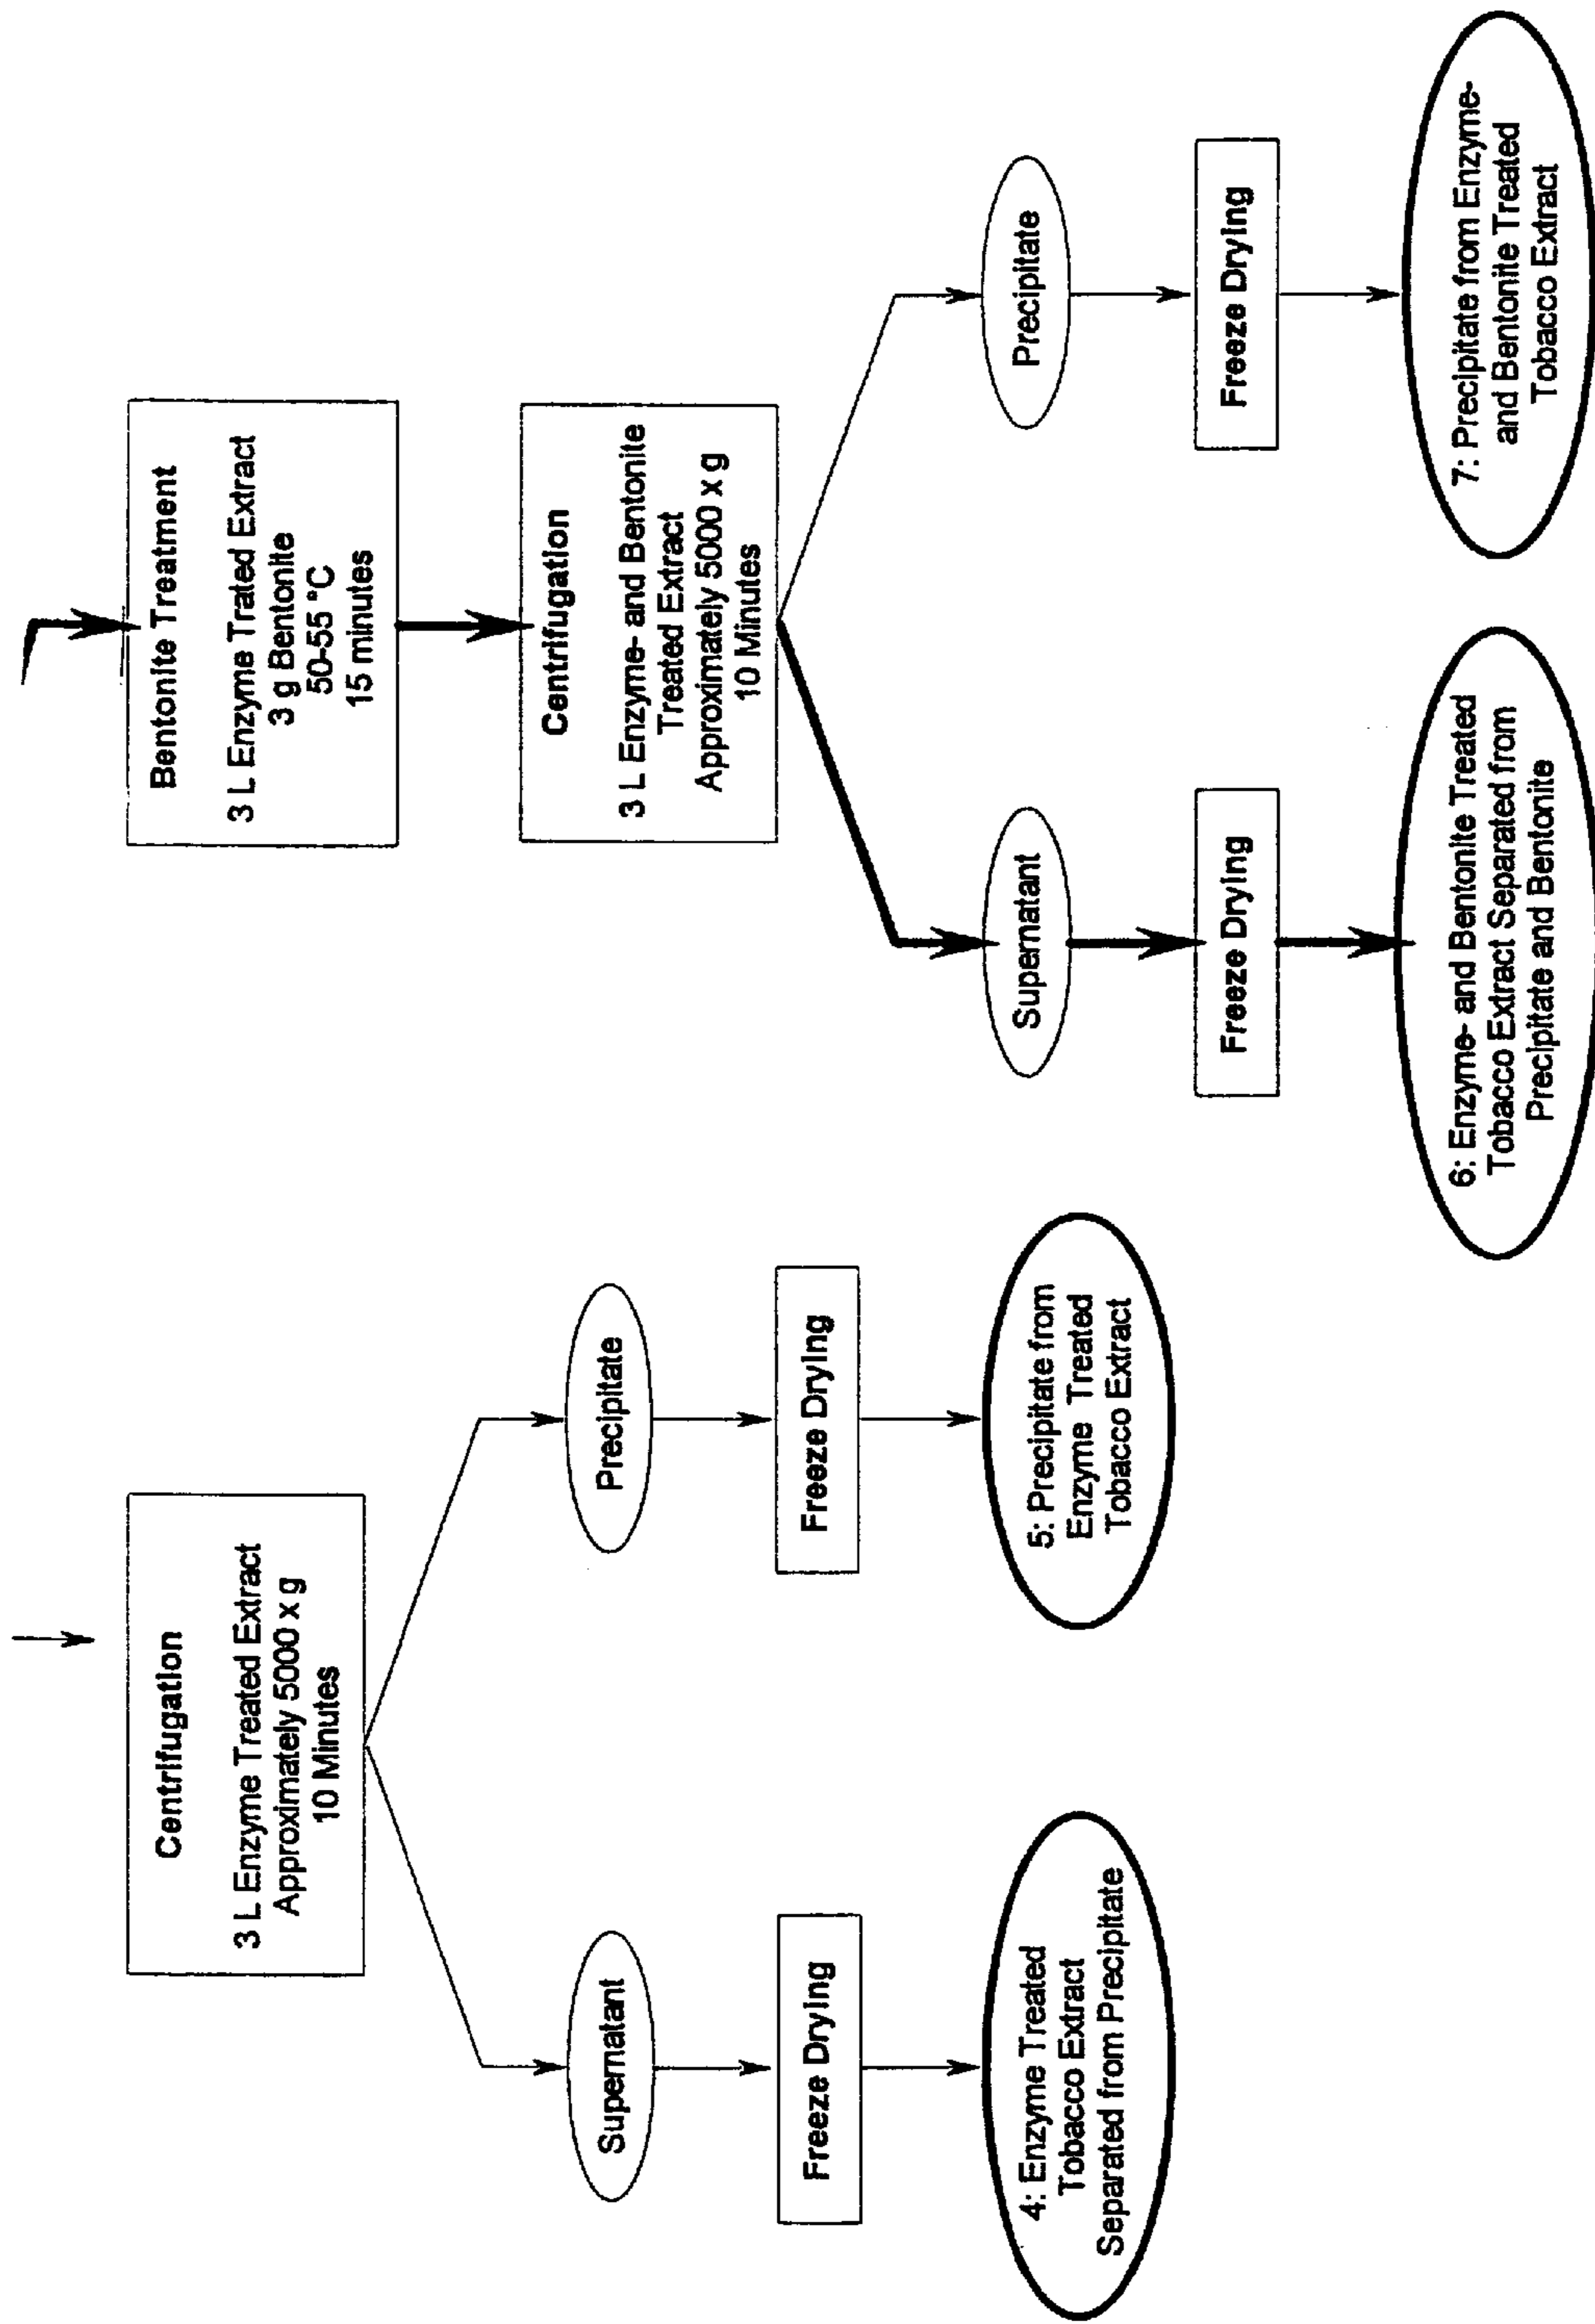 Centrifugation
3 L Enzyme Treated Extract
Approximately 5000 x g
10 Minutes
Supernatant
Precipitate
Freeze Drying
Freeze Drying
4: Enzyme Treated
Tobacco Extract
Separated from Precipitate
5: Precipitate from
Enzyme Treated
Tobacco Extract
Bentonite Treatment
3 L Enzyme Trated Extract
3 g Bentonite
50-55 °C
15 minutes
Centrifugation
3 L Enzyme- and Bentonite
Treated Extract
Approximately 5000 x g
10 Minutes
Supernatant
Precipitate
Freeze Drying
Freeze Drying
6: Enzyme- and Bentonite Treated
Tobacco Extract Separated from
Precipitate and Bentonite
7: Precipitate from Enzyme-
and Bentonite Treated
Tobacco Extract